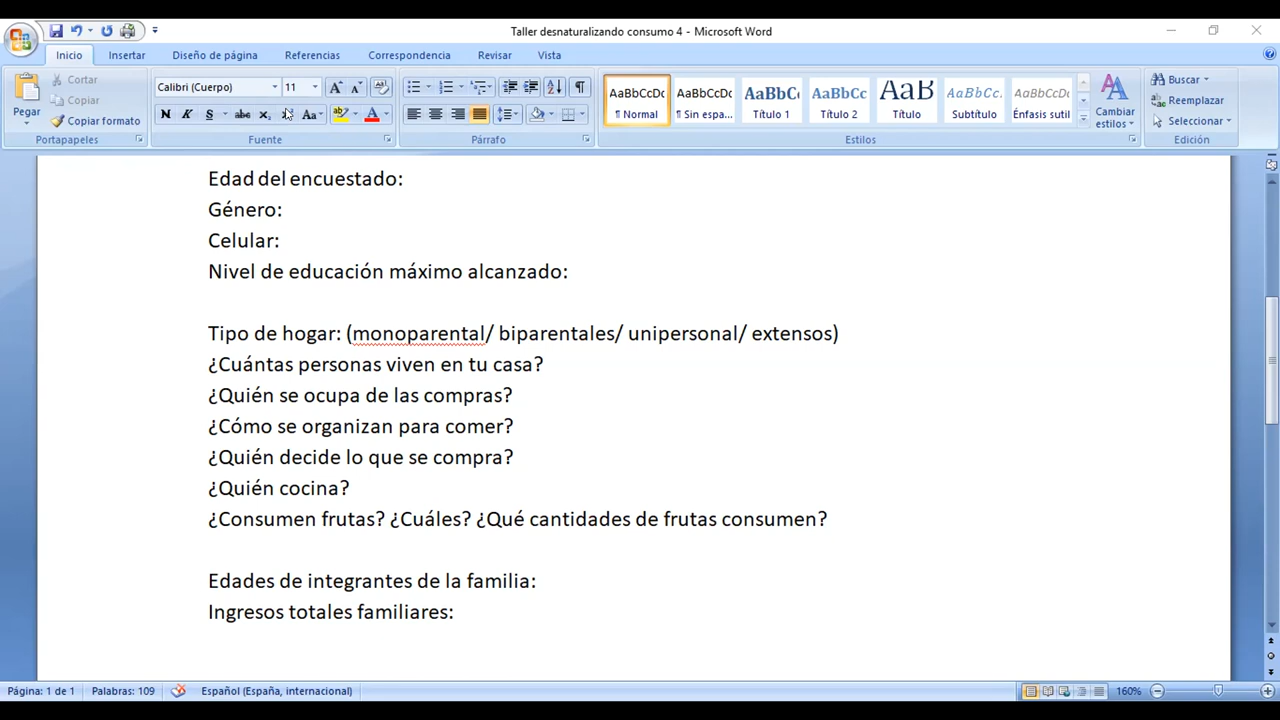 Taller desnaturalizando consumo 4 - Microsoft Word
Inicio Insertar Diseño de página Referencias Correspondencia Revisar Vista
Pegar
Cortar
Copiar
Copiar formato
Portapapeles
Calibri (Cuerpo) 11
N K S abc x Aa A
Fuente
Párrafo
AaBbCcDc AaBbCcDc AaBbCc AaBbCc AaB AaBbCc. AaBbCcDc
¶ Normal ¶ Sin espa... Título 1 Título 2 Título Subtítulo Énfasis sutil
Cambiar estilos
Estilos
Buscar
Reemplazar
Seleccionar
Edición
Edad del encuestado:
Género:
Celular:
Nivel de educación máximo alcanzado:
Tipo de hogar: (monoparental/ biparentales/ unipersonal/ extensos)
¿Cuántas personas viven en tu casa?
¿Quién se ocupa de las compras?
¿Cómo se organizan para comer?
¿Quién decide lo que se compra?
¿Quién cocina?
¿Consumen frutas? ¿Cuáles? ¿Qué cantidades de frutas consumen?
Edades de integrantes de la familia:
Ingresos totales familiares:
Página: 1 de 1 Palabras: 109 Español (España, internacional) 160%